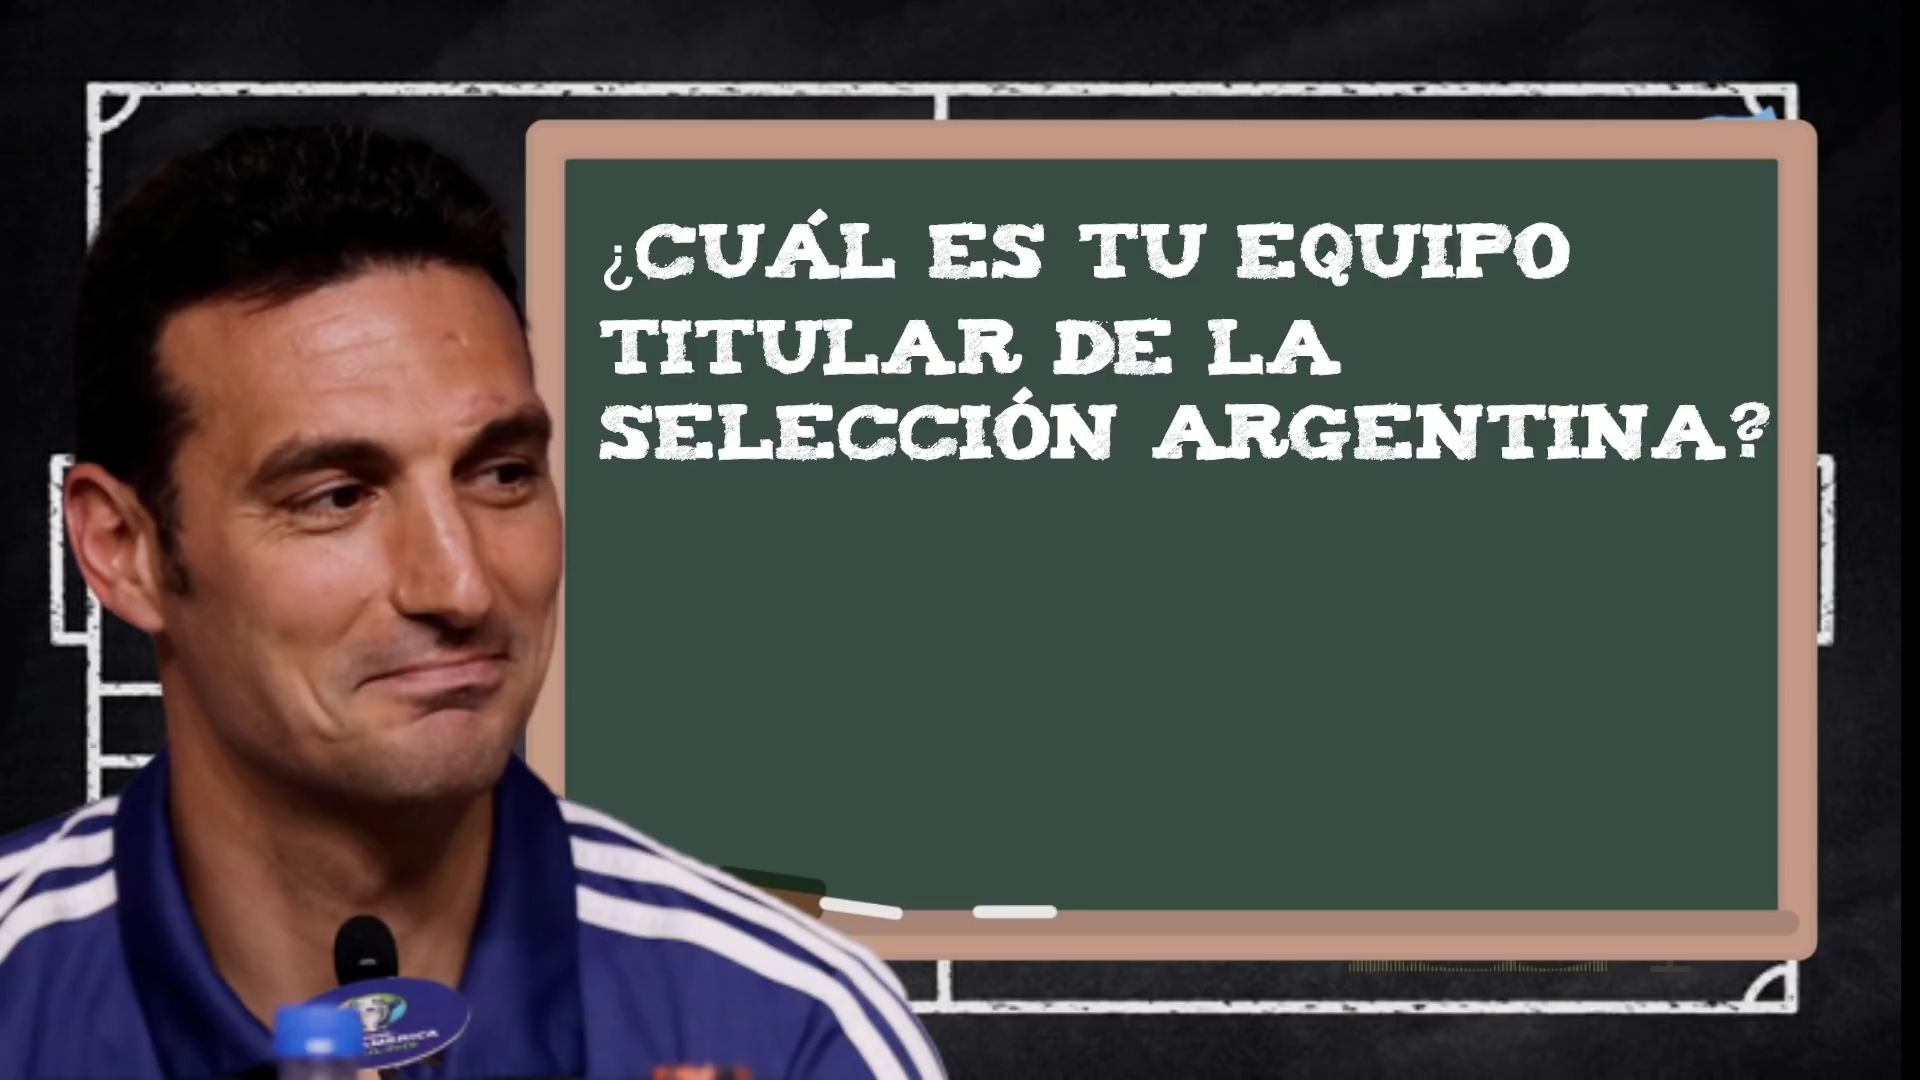 ¿CUÁL ES TU EQUIPO
TITULAR DE LA
SELECCIÓN ARGENTINA?